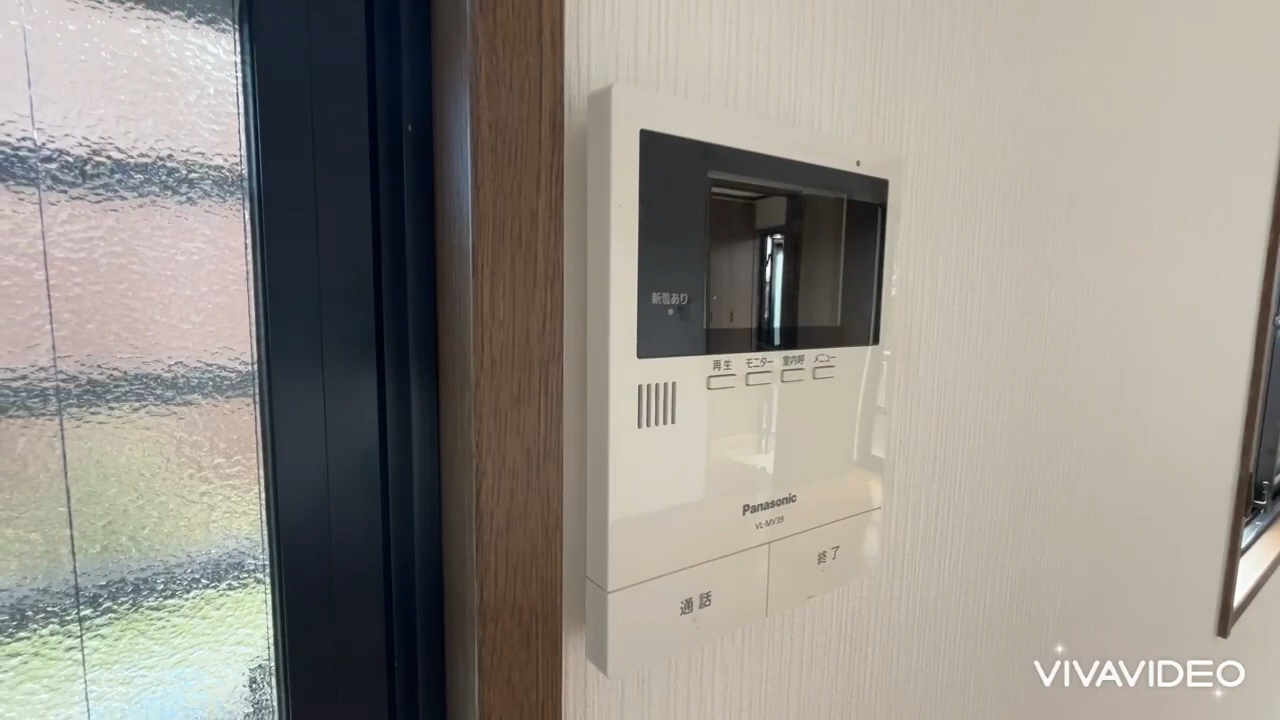 新着あり
再生 モニター 室内呼 メニュー
Panasonic
VL-MV39
通話 終了
VIVAVIDEO